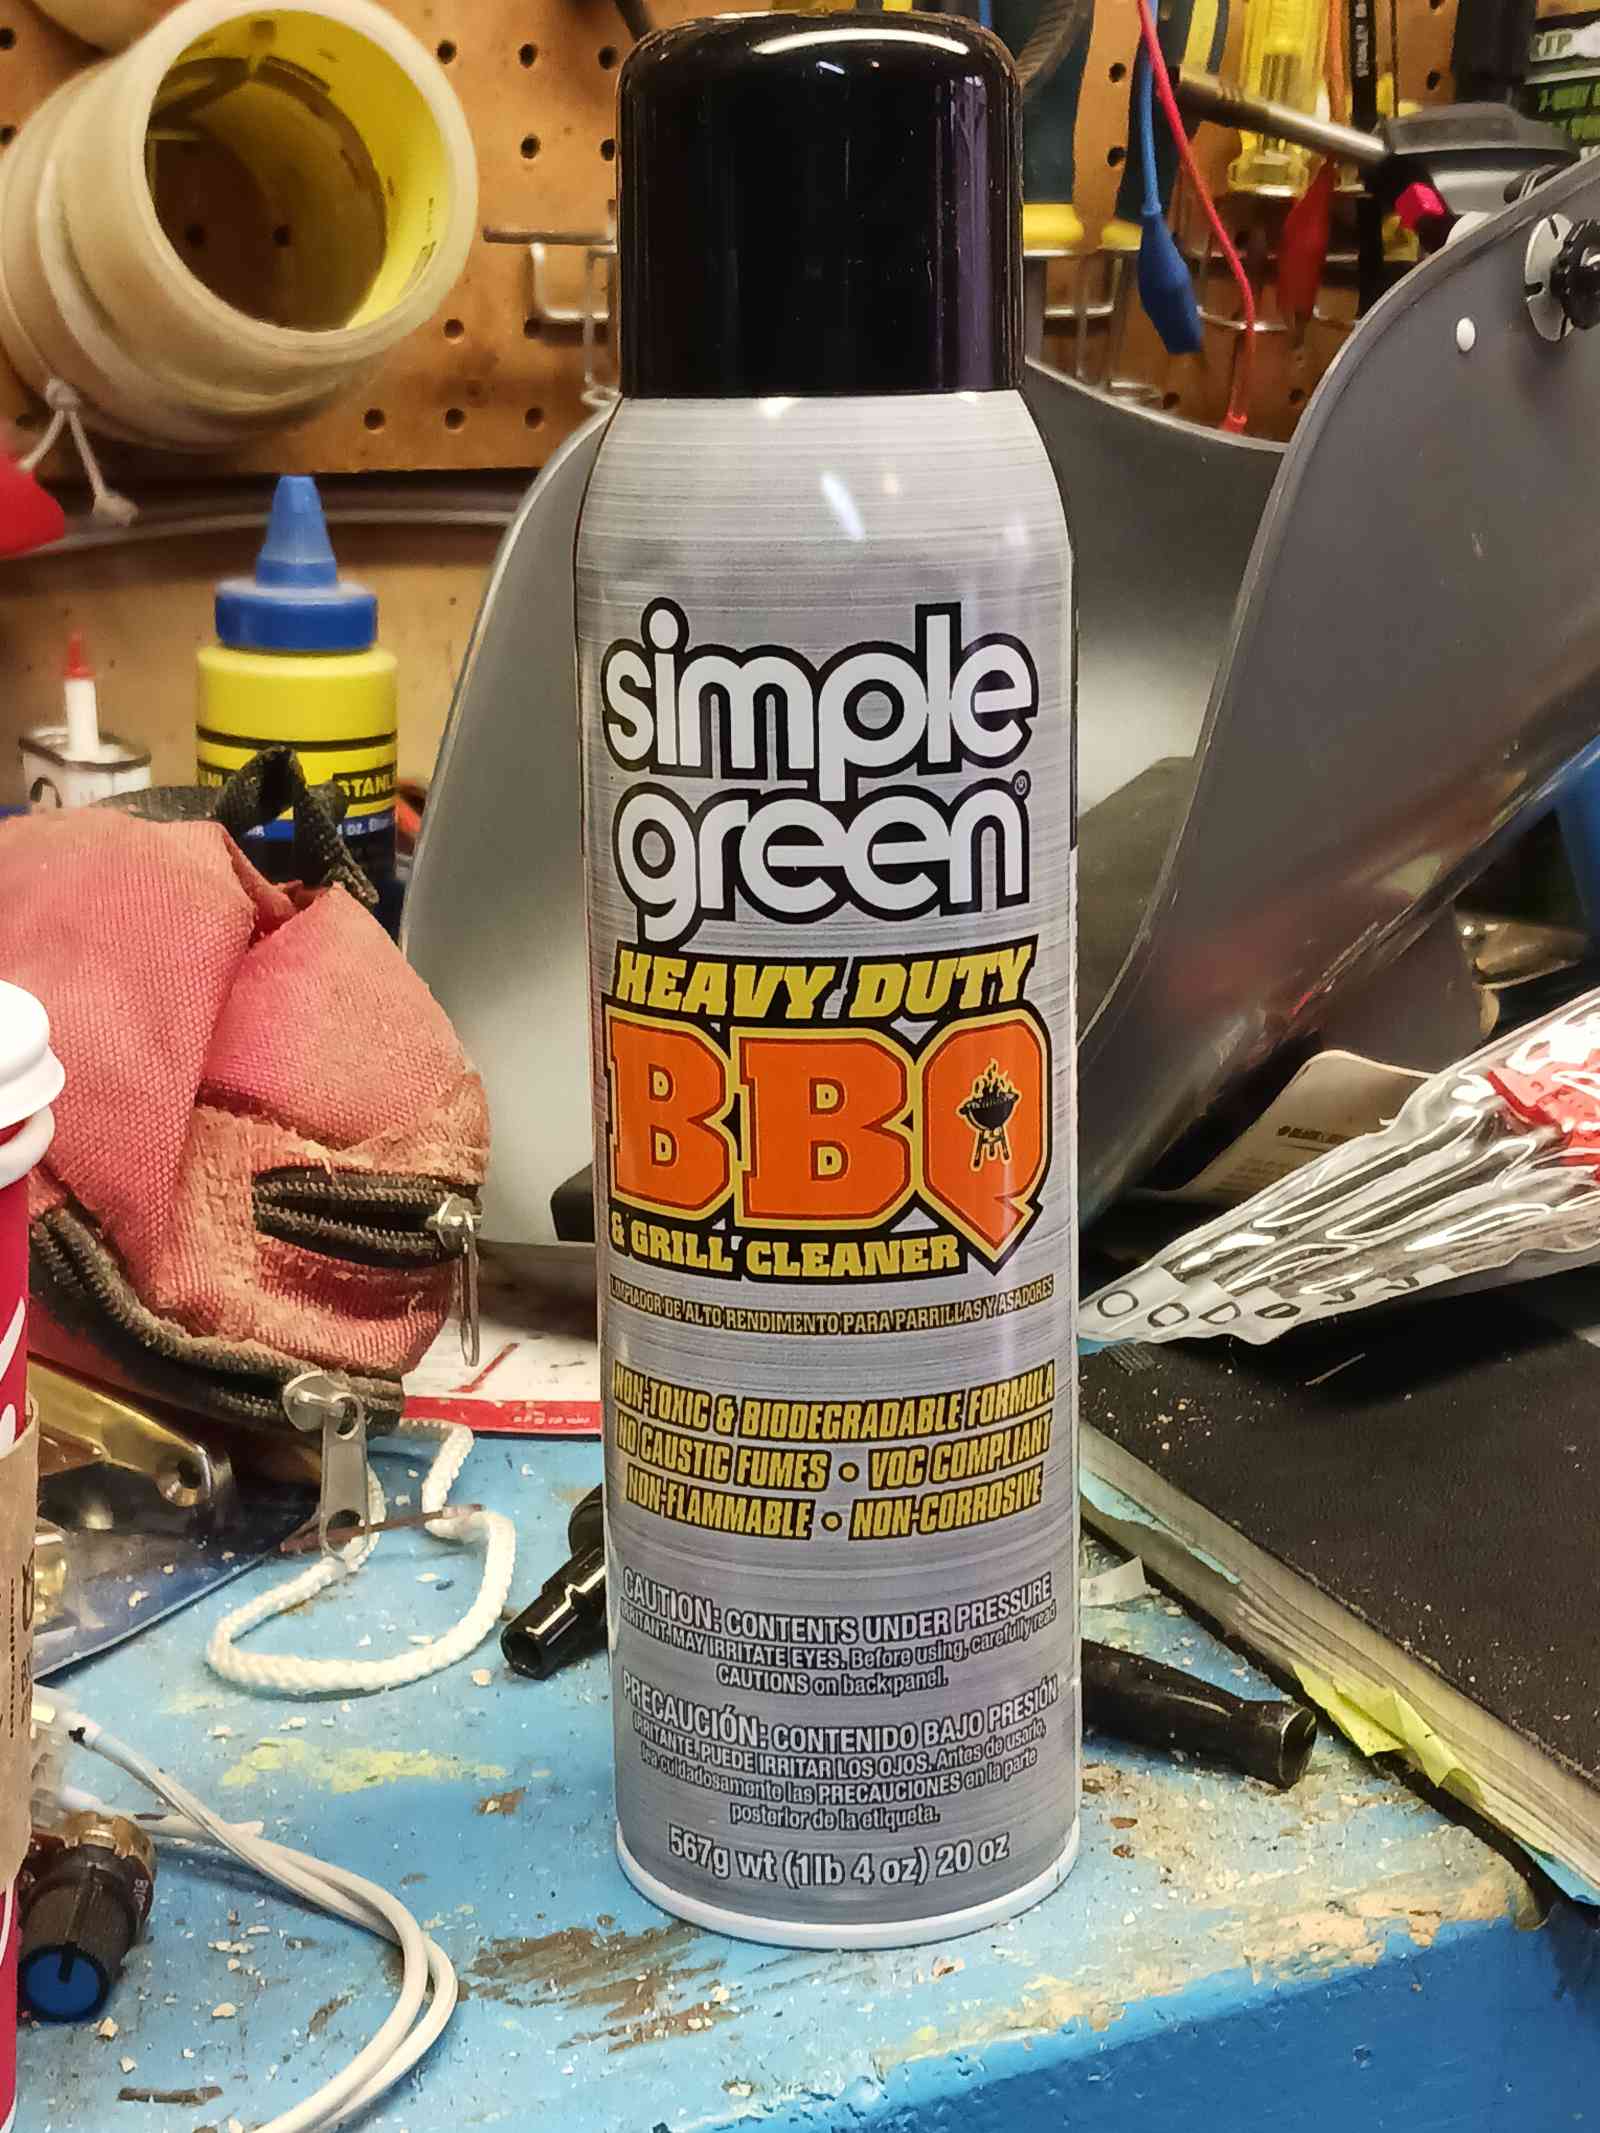 simple
green®
HEAVY DUTY
BBQ
& GRILL CLEANER
LIMPIADOR DE ALTO RENDIMENTO PARA PARRILLAS Y ASADORES
NON-TOXIC & BIODEGRADABLE FORMULA
NO CAUSTIC FUMES • VOC COMPLIANT
NON-FLAMMABLE • NON-CORROSIVE
CAUTION: CONTENTS UNDER PRESSURE
IRRITANT. MAY IRRITATE EYES. Before using, carefully read
CAUTIONS on back panel.
PRECAUCIÓN: CONTENIDO BAJO PRESIÓN
IRRITANTE. PUEDE IRRITAR LOS OJOS. Antes de usarlo,
lea cuidadosamente las PRECAUCIONES en la parte
posterior de la etiqueta.
567g wt (1lb 4 oz) 20 oz
STANL
OZ.
STANLEY